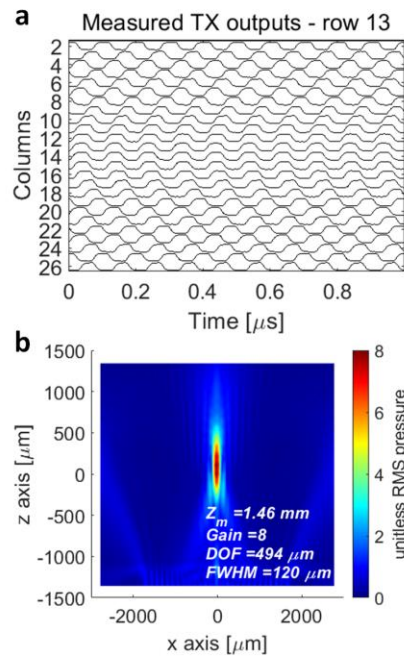 a
Measured TX outputs - row 13
Columns
2
4
6
8
10
12
14
16
18
20
22
24
26
0 0.2 0.4 0.6 0.8
Time [μs]
b
z axis [μm]
1500
1000
500
0
-500
-1000
-1500
Z_m =1.46 mm
Gain =8
DOF =494 μm
FWHM =120 μm
-2000 0 2000
x axis [μm]
8
6
4
2
0
unitless RMS pressure